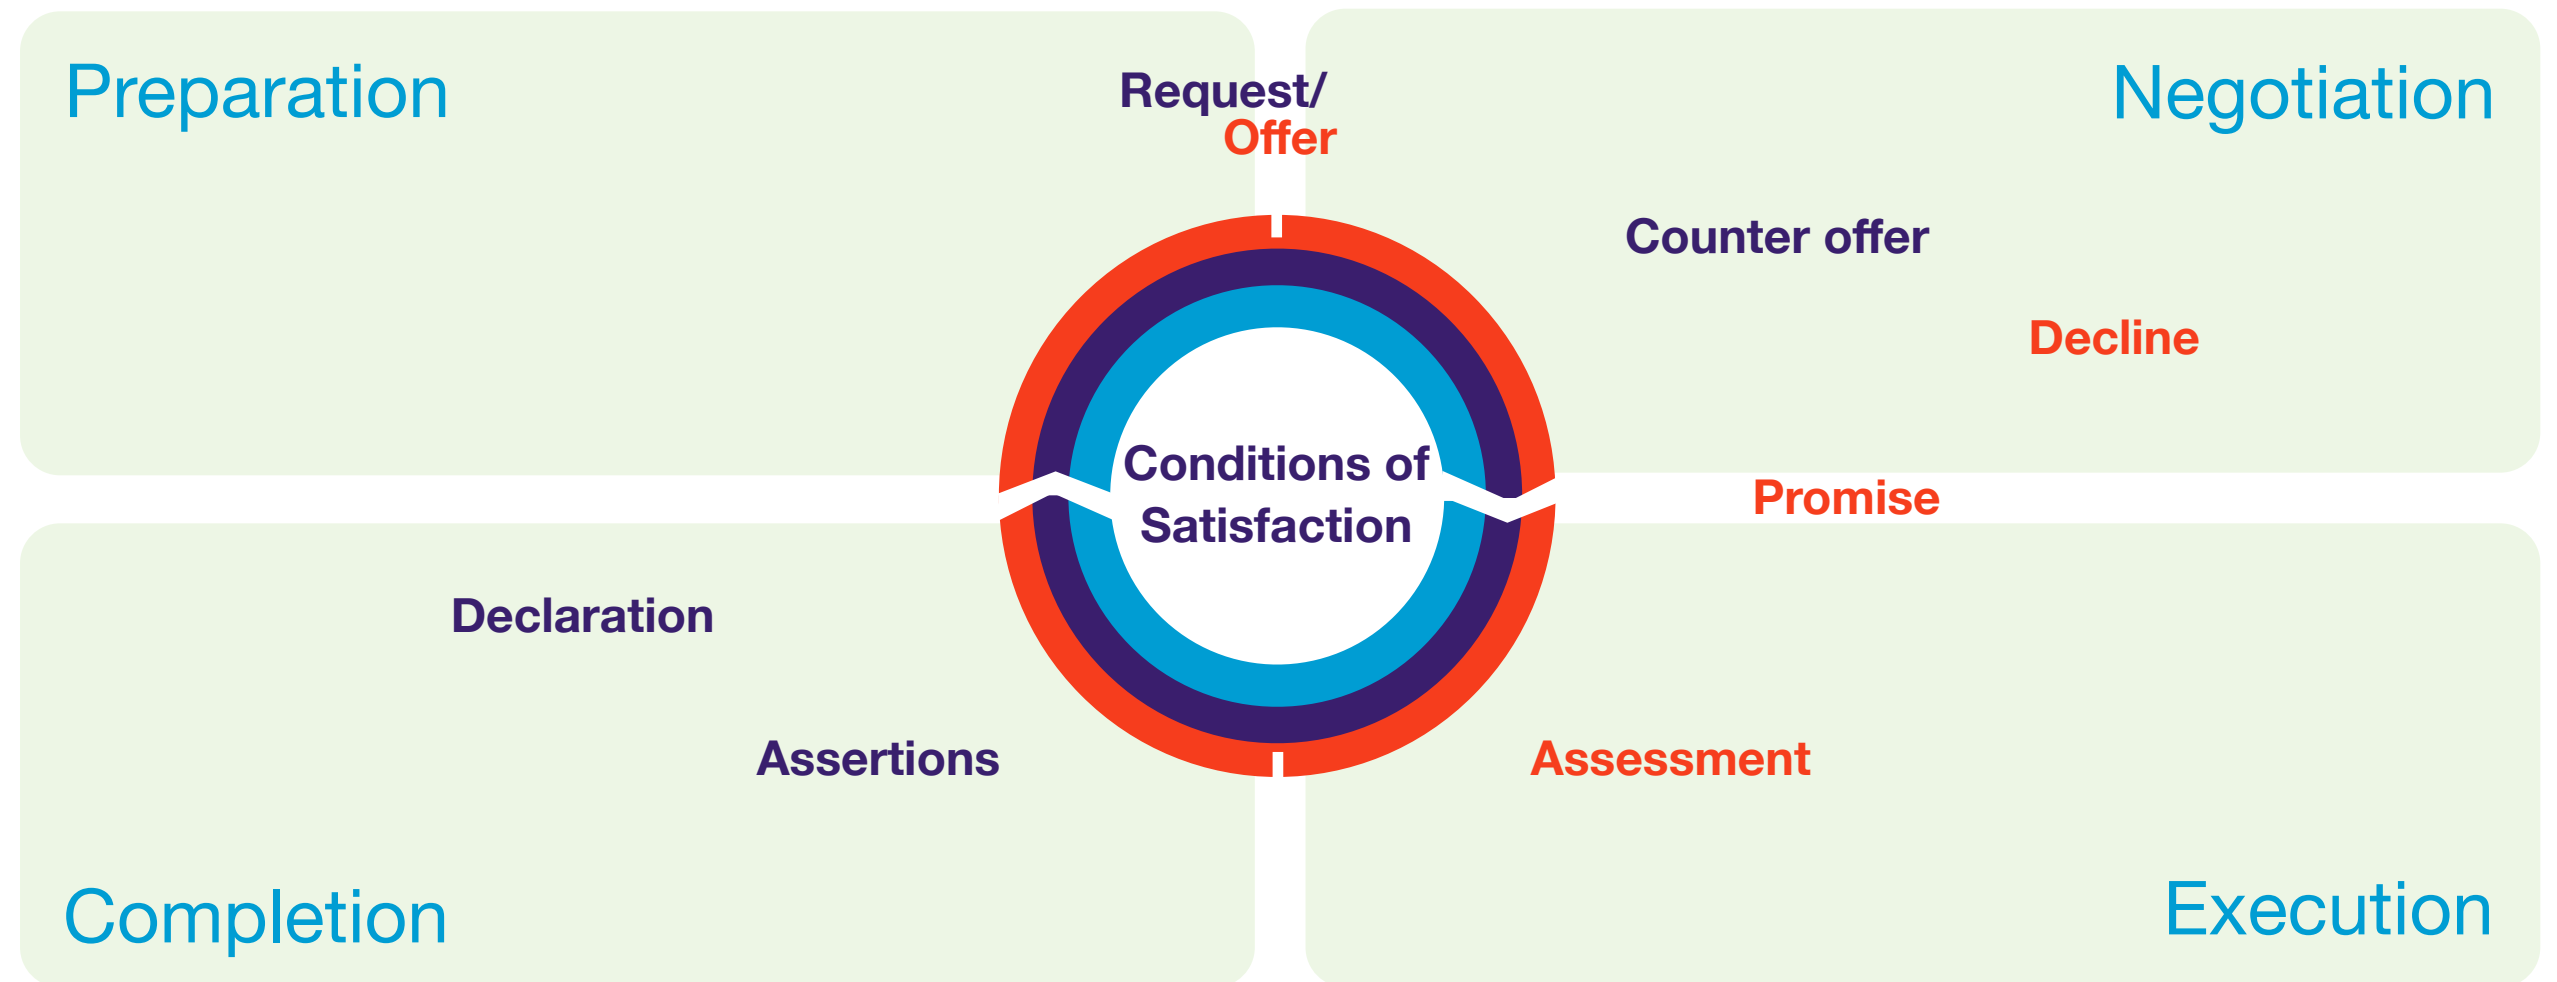 Preparation
Request/
Offer
Negotiation
Counter offer
Decline
Conditions of
Satisfaction
Promise
Declaration
Assertions
Assessment
Completion
Execution